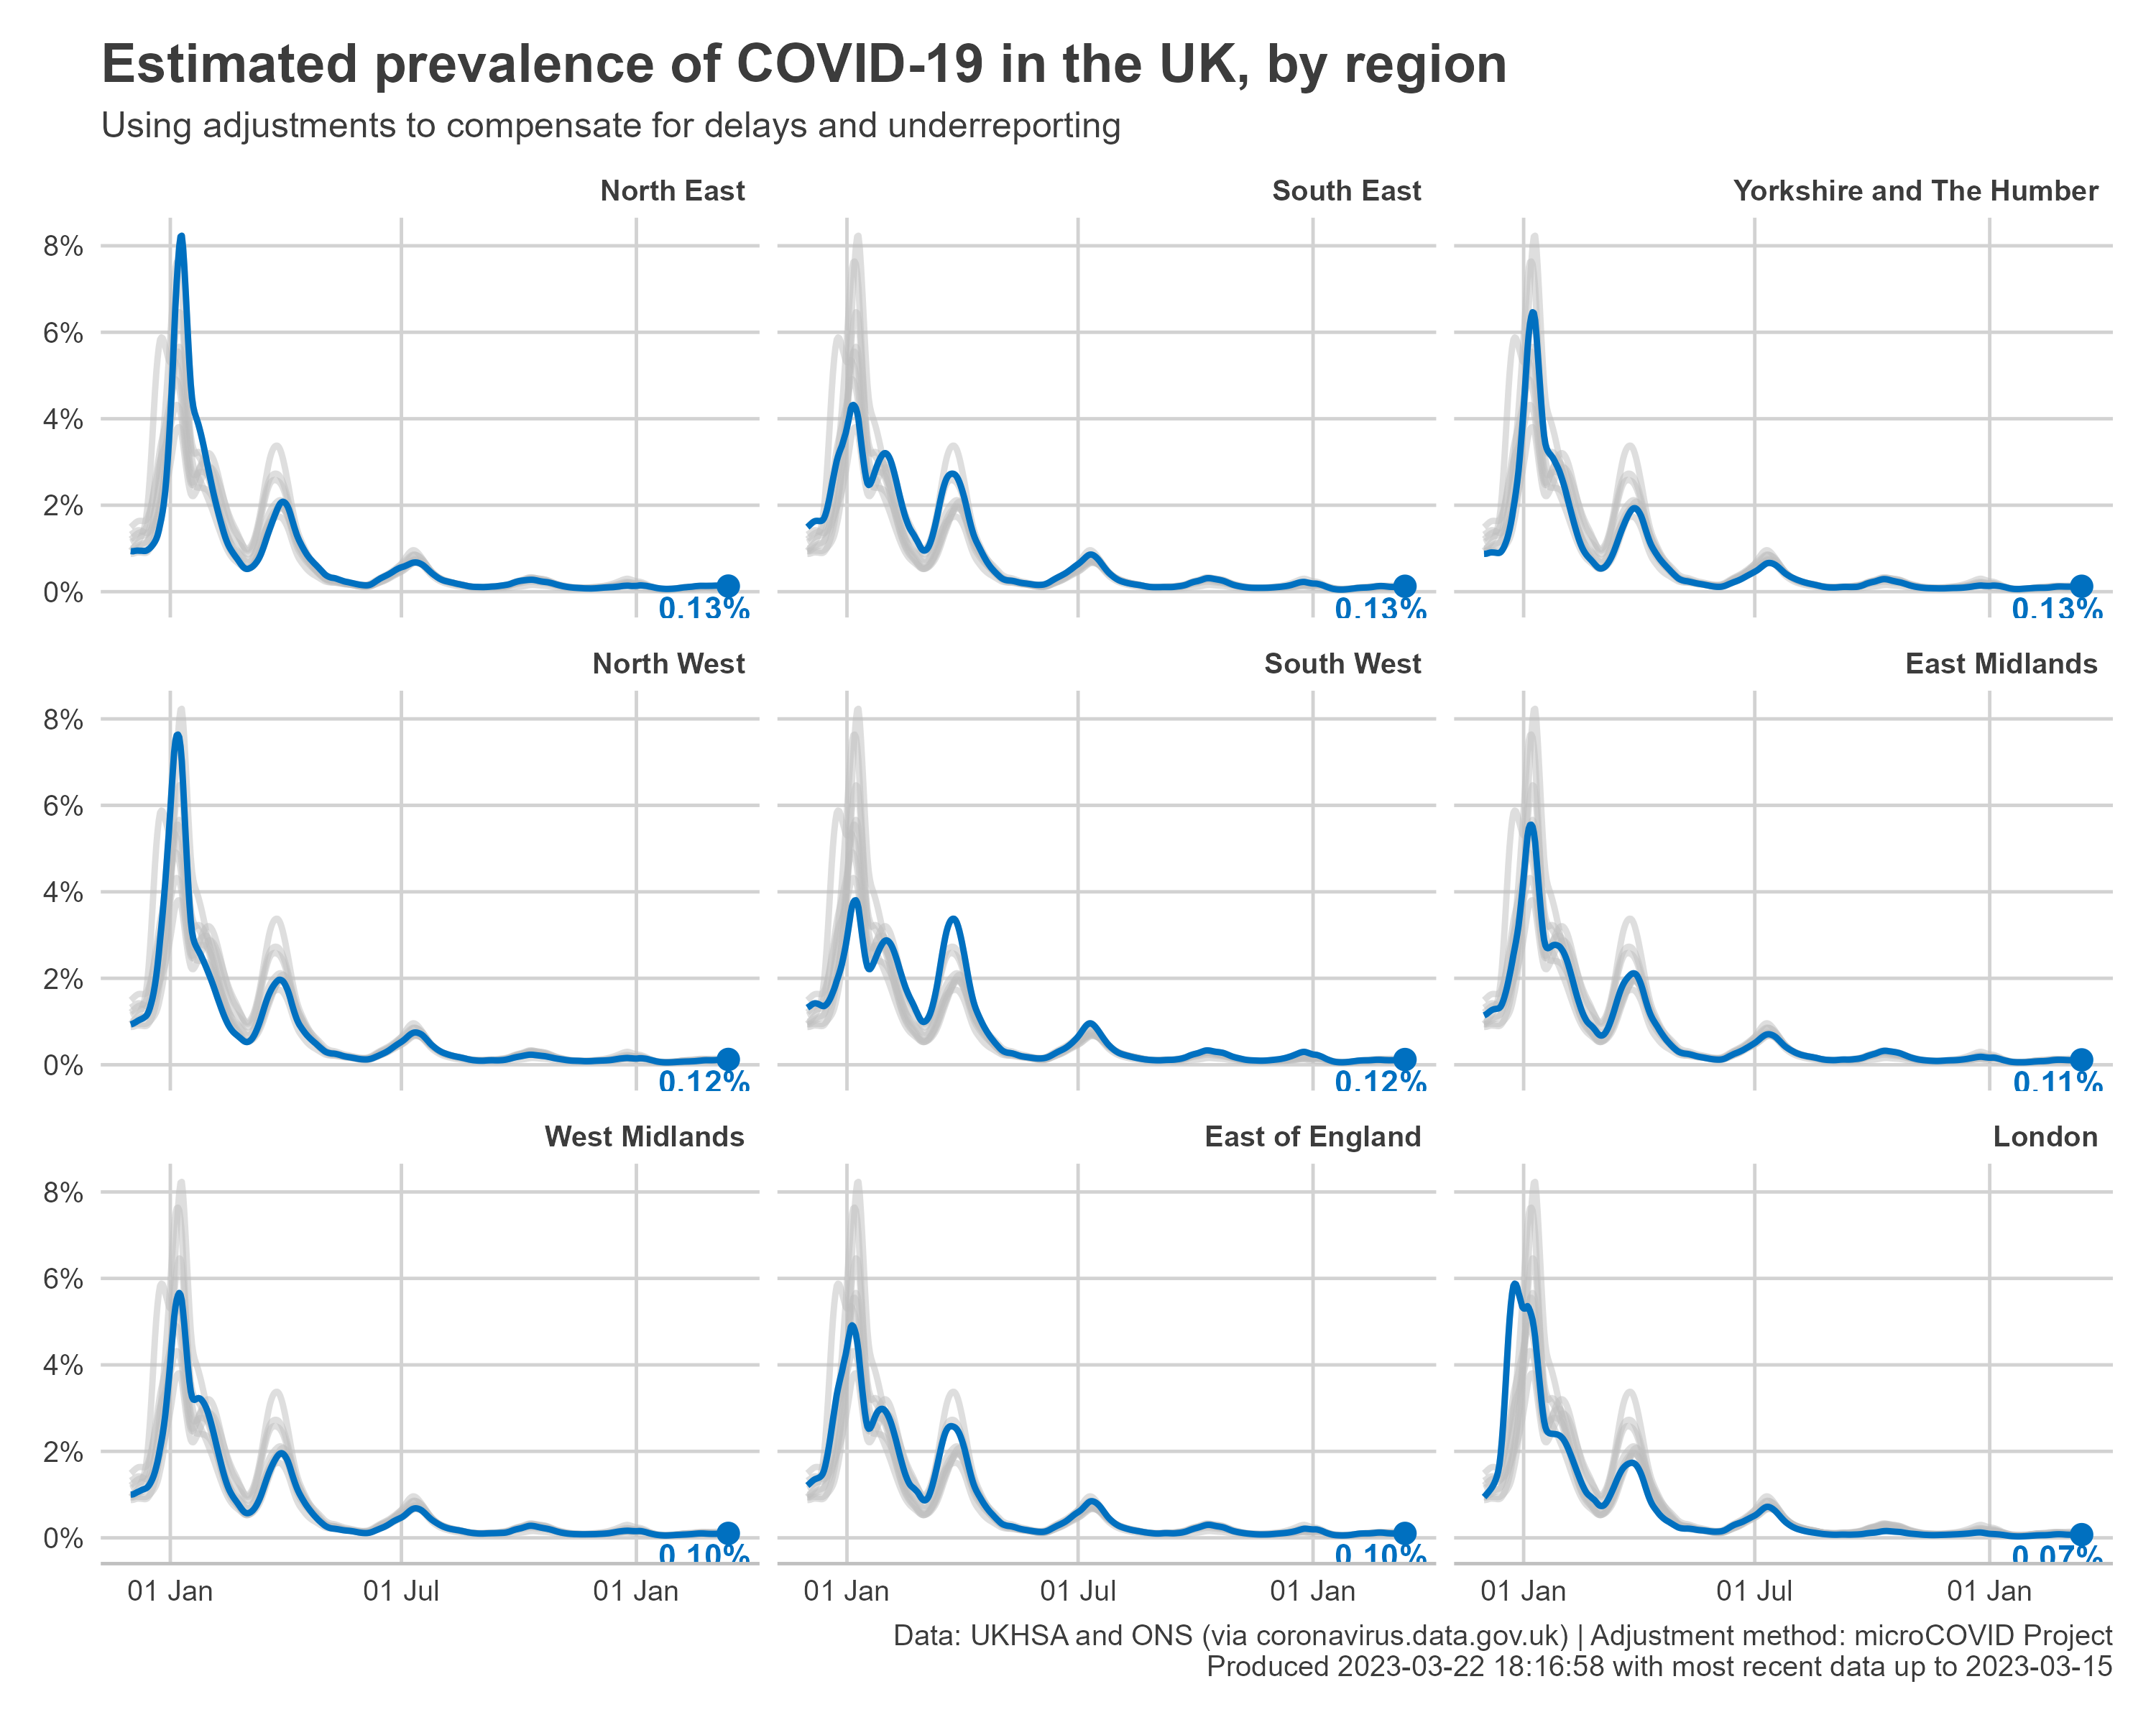 Estimated prevalence of COVID-19 in the UK, by region
Using adjustments to compensate for delays and underreporting
North East
South East
Yorkshire and The Humber
8%
6%
4%
2%
0%
0.13%
0.13%
0.13%
North West
South West
East Midlands
8%
6%
4%
2%
0%
0.12%
0.12%
0.11%
West Midlands
East of England
London
8%
6%
4%
2%
0%
0.10%
0.10%
0.07%
01 Jan 01 Jul 01 Jan
01 Jan 01 Jul 01 Jan
01 Jan 01 Jul 01 Jan
Data: UKHSA and ONS (via coronavirus.data.gov.uk) | Adjustment method: microCOVID Project
Produced 2023-03-22 18:16:58 with most recent data up to 2023-03-15